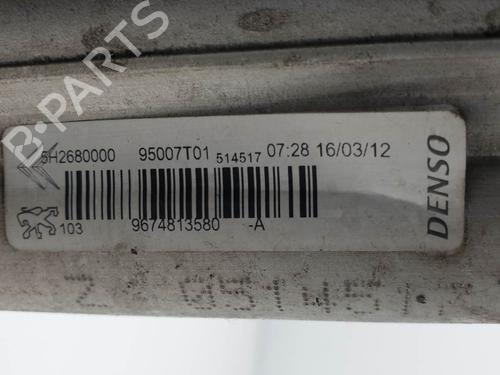 B-PARTS
5H2680000 95007T01 514517 07:28 16/03/12
103 9674813580 -A
DENSO